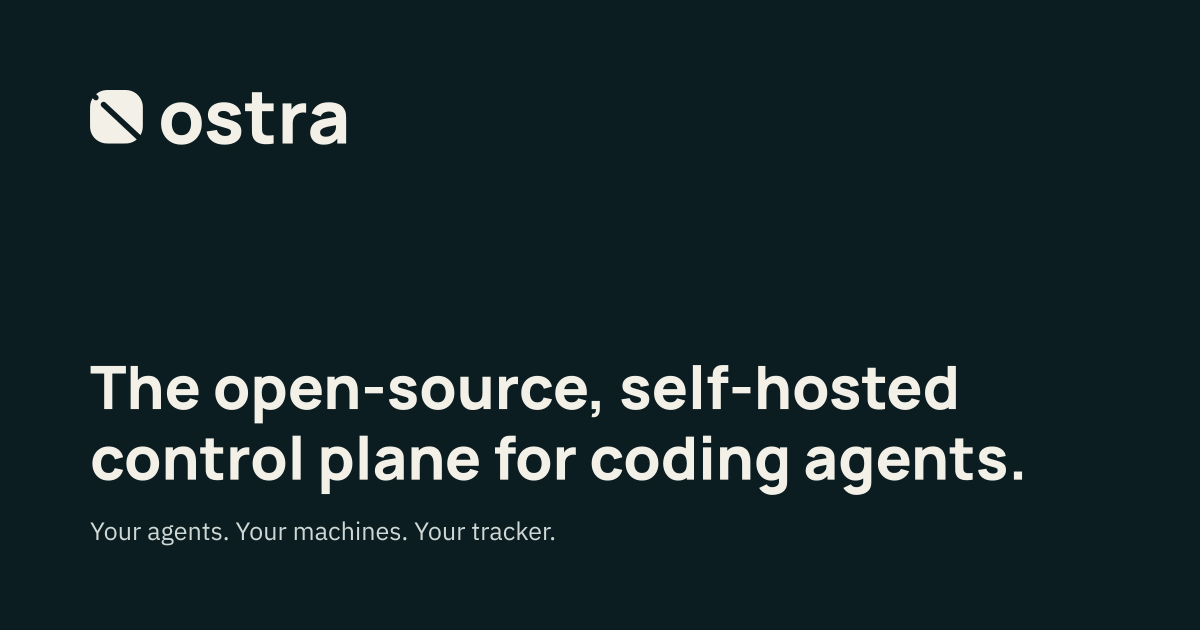 ostra
The open-source, self-hosted
control plane for coding agents.
Your agents. Your machines. Your tracker.